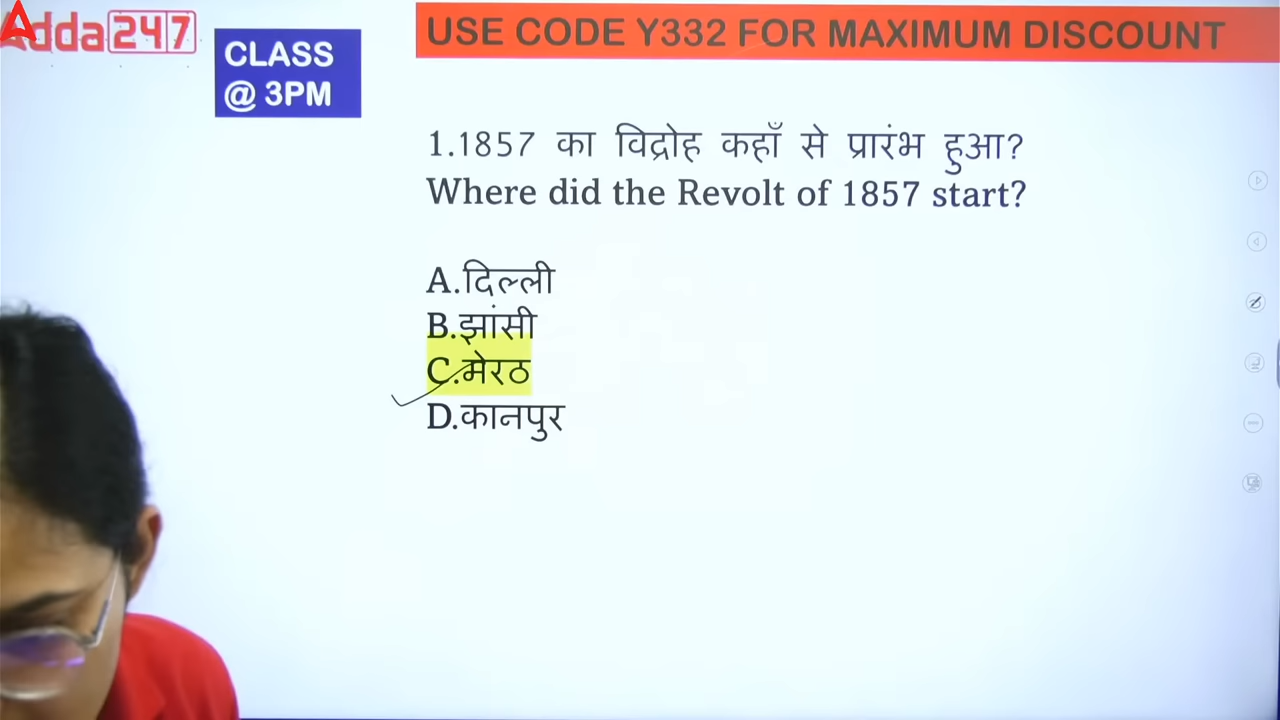 Adda247
USE CODE Y332 FOR MAXIMUM DISCOUNT
CLASS
@ 3PM
1.1857 का विद्रोह कहाँ से प्रारंभ हुआ?
Where did the Revolt of 1857 start?
A.दिल्ली
B.झांसी
C.मेरठ
D.कानपुर